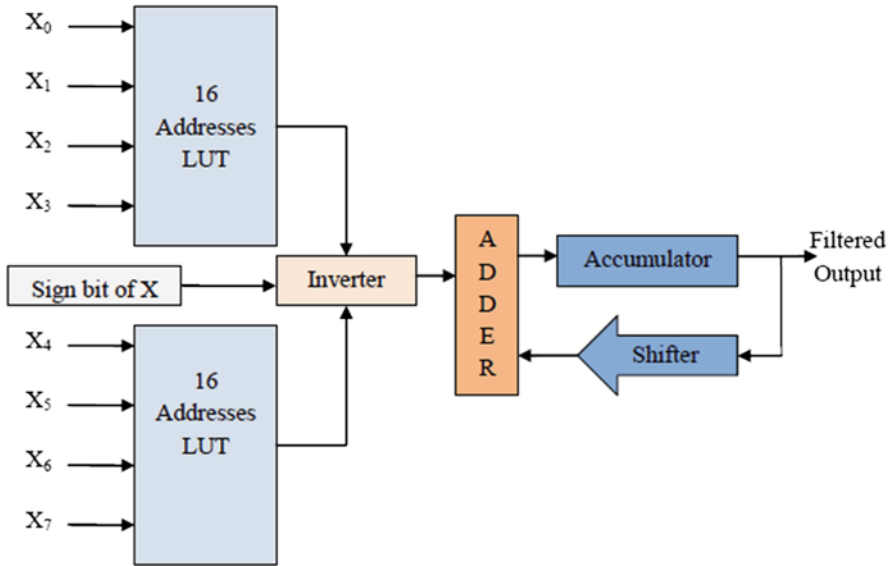 X₀
X₁
X₂
X₃
16
Addresses
LUT
Sign bit of X
Inverter
A
D
D
E
R
Accumulator
Shifter
Filtered
Output
X₄
X₅
X₆
X₇
16
Addresses
LUT